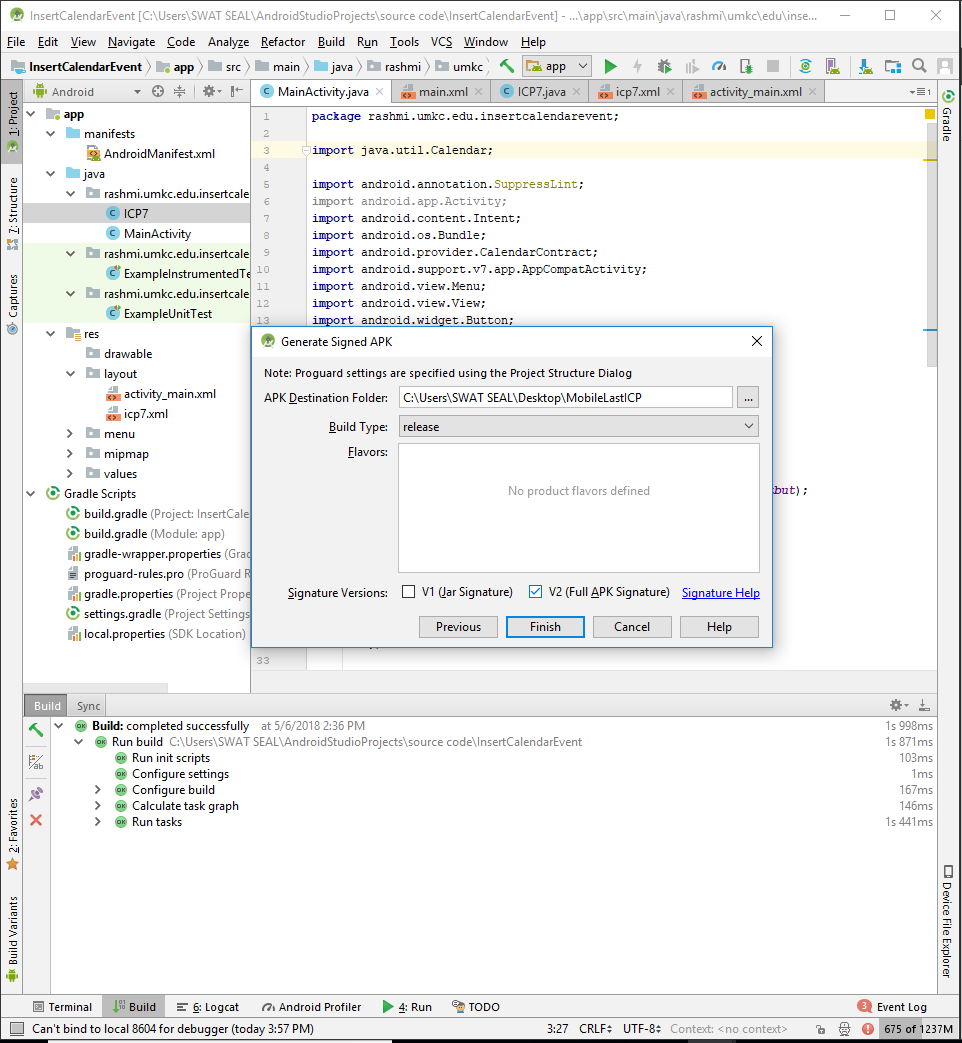 InsertCalendarEvent [C:\Users\SWAT SEAL\AndroidStudioProjects\source code\InsertCalendarEvent] - ...\app\src\main\java\rashmi\umkc\edu\inse...
File Edit View Navigate Code Analyze Refactor Build Run Tools VCS Window Help
InsertCalendarEvent app src main java rashmi umkc app
Android MainActivity.java main.xml ICP7.java icp7.xml activity_main.xml 1
1: Project
7: Structure
Captures
2: Favorites
Build Variants
Gradle
Device File Explorer
app
manifests
AndroidManifest.xml
java
rashmi.umkc.edu.insertcale
ICP7
MainActivity
rashmi.umkc.edu.insertcale
ExampleInstrumentedTe
rashmi.umkc.edu.insertcale
ExampleUnitTest
res
drawable
layout
activity_main.xml
icp7.xml
menu
mipmap
values
Gradle Scripts
build.gradle (Project: InsertCale
build.gradle (Module: app)
gradle-wrapper.properties (Grad
proguard-rules.pro (ProGuard R
gradle.properties (Project Prope
settings.gradle (Project Settings
local.properties (SDK Location)
1 package rashmi.umkc.edu.insertcalendarevent;
2
3 import java.util.Calendar;
4
5 import android.annotation.SuppressLint;
6 import android.app.Activity;
7 import android.content.Intent;
8 import android.os.Bundle;
9 import android.provider.CalendarContract;
10 import android.support.v7.app.AppCompatActivity;
11 import android.view.Menu;
12 import android.view.View;
13 import android.widget.Button;
but);
33
Generate Signed APK
Note: Proguard settings are specified using the Project Structure Dialog
APK Destination Folder: C:\Users\SWAT SEAL\Desktop\MobileLastICP ...
Build Type: release
Flavors:
No product flavors defined
Signature Versions: V1 (Jar Signature) V2 (Full APK Signature) Signature Help
Previous Finish Cancel Help
Build Sync
Build: completed successfully at 5/6/2018 2:36 PM 1s 998ms
Run build C:\Users\SWAT SEAL\AndroidStudioProjects\source code\InsertCalendarEvent 1s 871ms
Run init scripts 103ms
Configure settings 1ms
Configure build 167ms
Calculate task graph 146ms
Run tasks 1s 441ms
Terminal Build 6: Logcat Android Profiler 4: Run TODO 3 Event Log
Can't bind to local 8604 for debugger (today 3:57 PM) 3:27 CRLF UTF-8 Context: <no context> 675 of 1237M